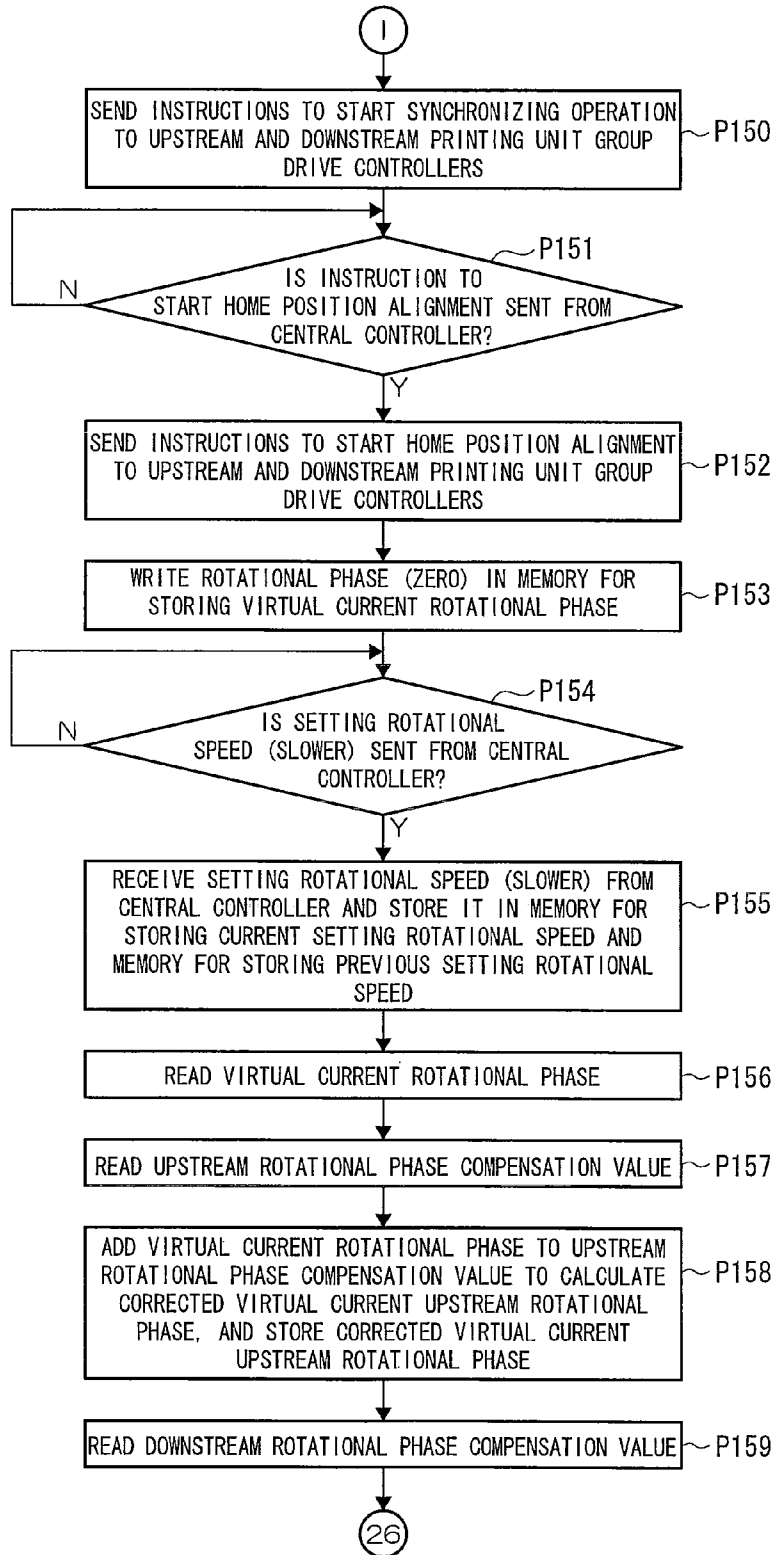 1
SEND INSTRUCTIONS TO START SYNCHRONIZING OPERATION
TO UPSTREAM AND DOWNSTREAM PRINTING UNIT GROUP
DRIVE CONTROLLERS
P150
P151
IS INSTRUCTION TO
START HOME POSITION ALIGNMENT SENT FROM
CENTRAL CONTROLLER?
N
Y
SEND INSTRUCTIONS TO START HOME POSITION ALIGNMENT
TO UPSTREAM AND DOWNSTREAM PRINTING UNIT GROUP
DRIVE CONTROLLERS
P152
WRITE ROTATIONAL PHASE (ZERO) IN MEMORY FOR
STORING VIRTUAL CURRENT ROTATIONAL PHASE
P153
P154
IS SETTING ROTATIONAL
SPEED (SLOWER) SENT FROM CENTRAL
CONTROLLER?
N
Y
RECEIVE SETTING ROTATIONAL SPEED (SLOWER) FROM
CENTRAL CONTROLLER AND STORE IT IN MEMORY FOR
STORING CURRENT SETTING ROTATIONAL SPEED AND
MEMORY FOR STORING PREVIOUS SETTING ROTATIONAL
SPEED
P155
READ VIRTUAL CURRENT ROTATIONAL PHASE
P156
READ UPSTREAM ROTATIONAL PHASE COMPENSATION VALUE
P157
ADD VIRTUAL CURRENT ROTATIONAL PHASE TO UPSTREAM
ROTATIONAL PHASE COMPENSATION VALUE TO CALCULATE
CORRECTED VIRTUAL CURRENT UPSTREAM ROTATIONAL
PHASE, AND STORE CORRECTED VIRTUAL CURRENT
UPSTREAM ROTATIONAL PHASE
P158
READ DOWNSTREAM ROTATIONAL PHASE COMPENSATION VALUE
P159
26